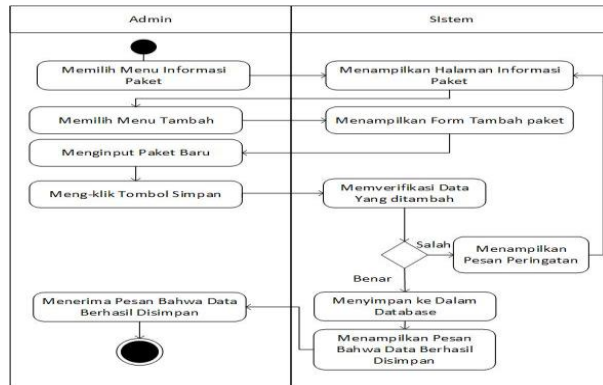 Admin
SIstem
Memilih Menu Informasi
Paket
Menampilkan Halaman Informasi
Paket
Memilih Menu Tambah
Menampilkan Form Tambah paket
Menginput Paket Baru
Meng-klik Tombol Simpan
Memverifikasi Data
Yang ditambah
Salah
Menampilkan
Pesan Peringatan
Benar
Menyimpan ke Dalam
Database
Menerima Pesan Bahwa Data
Berhasil Disimpan
Menampilkan Pesan
Bahwa Data Berhasil
Disimpan